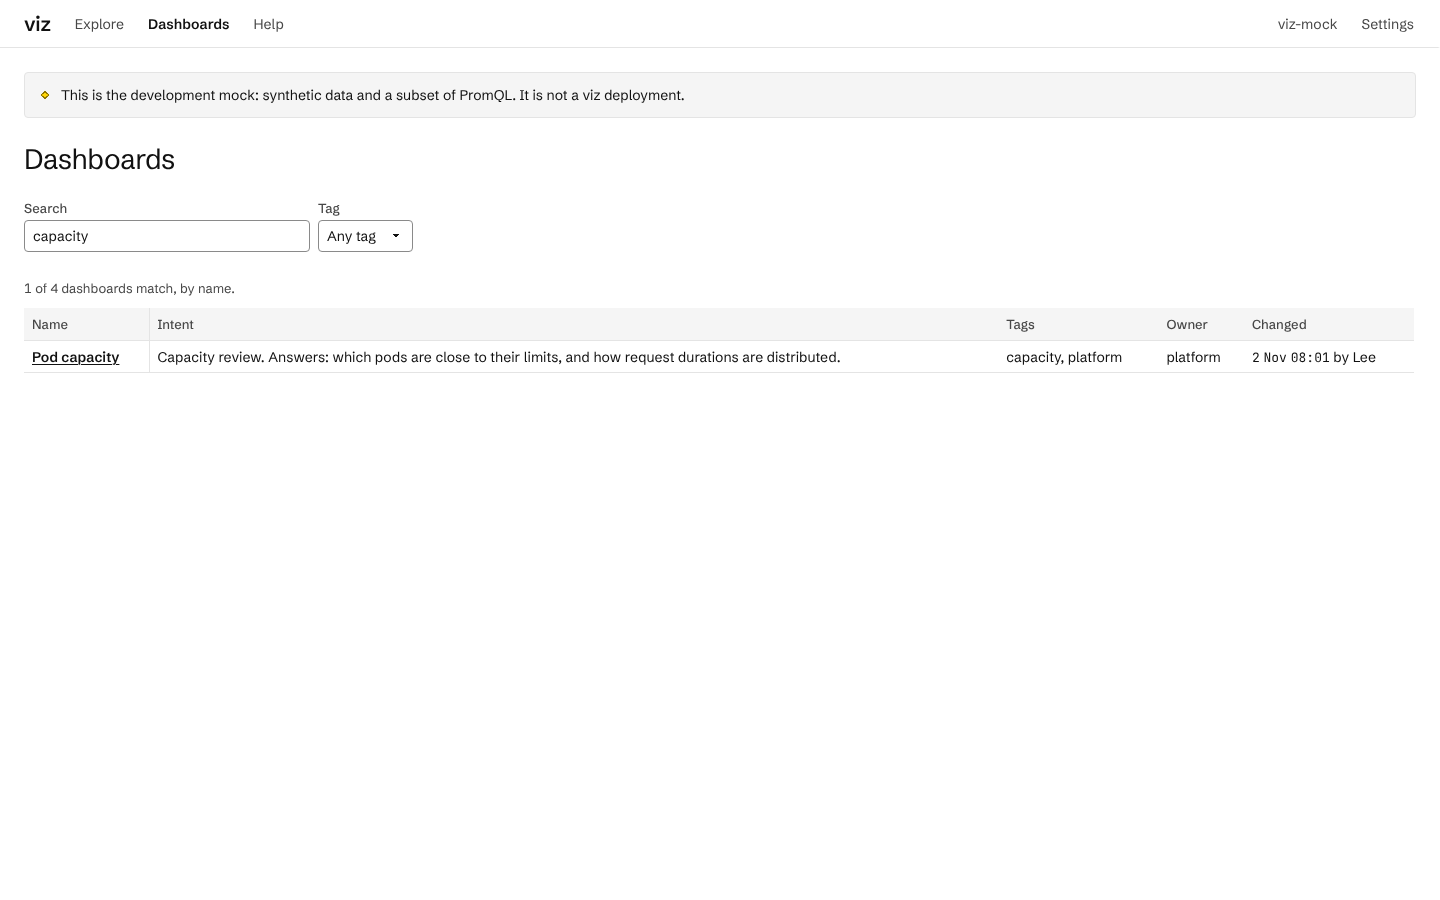 viz Explore Dashboards Help viz-mock Settings
This is the development mock: synthetic data and a subset of PromQL. It is not a viz deployment.
Dashboards
Search Tag
capacity Any tag
1 of 4 dashboards match, by name.
Name Intent Tags Owner Changed
Pod capacity Capacity review. Answers: which pods are close to their limits, and how request durations are distributed. capacity, platform platform 2 Nov 08:01 by Lee